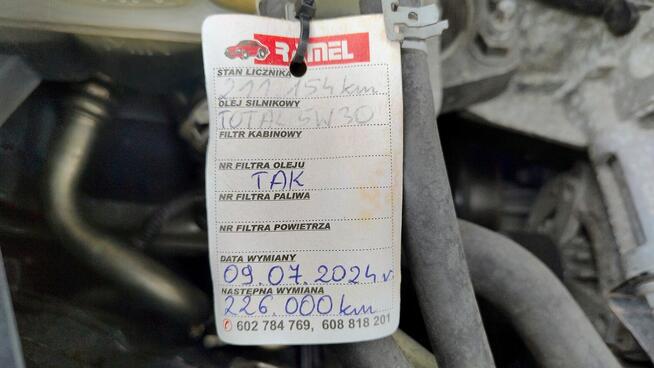 RAMEL
STAN LICZNIKA
211 154 km
OLEJ SILNIKOWY
TOTAL 5W30
FILTR KABINOWY
NR FILTRA OLEJU
TAK
NR FILTRA PALIWA
NR FILTRA POWIETRZA
DATA WYMIANY
09.07.2024 r.
NASTĘPNA WYMIANA
226.000 km
602 784 769, 608 818 201